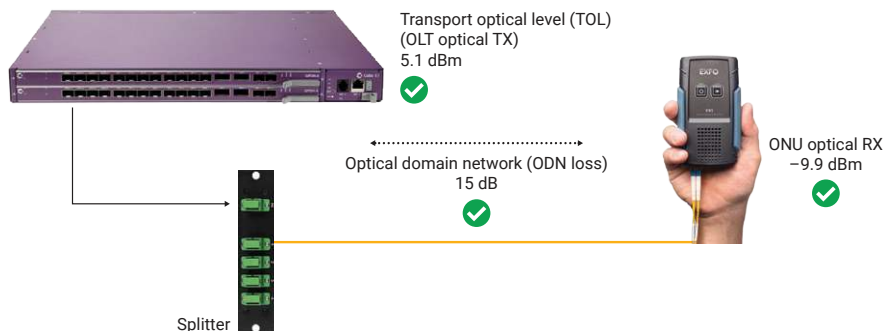 Transport optical level (TOL)
(OLT optical TX)
5.1 dBm
EXFO
ONU optical RX
–9.9 dBm
Optical domain network (ODN loss)
15 dB
Splitter